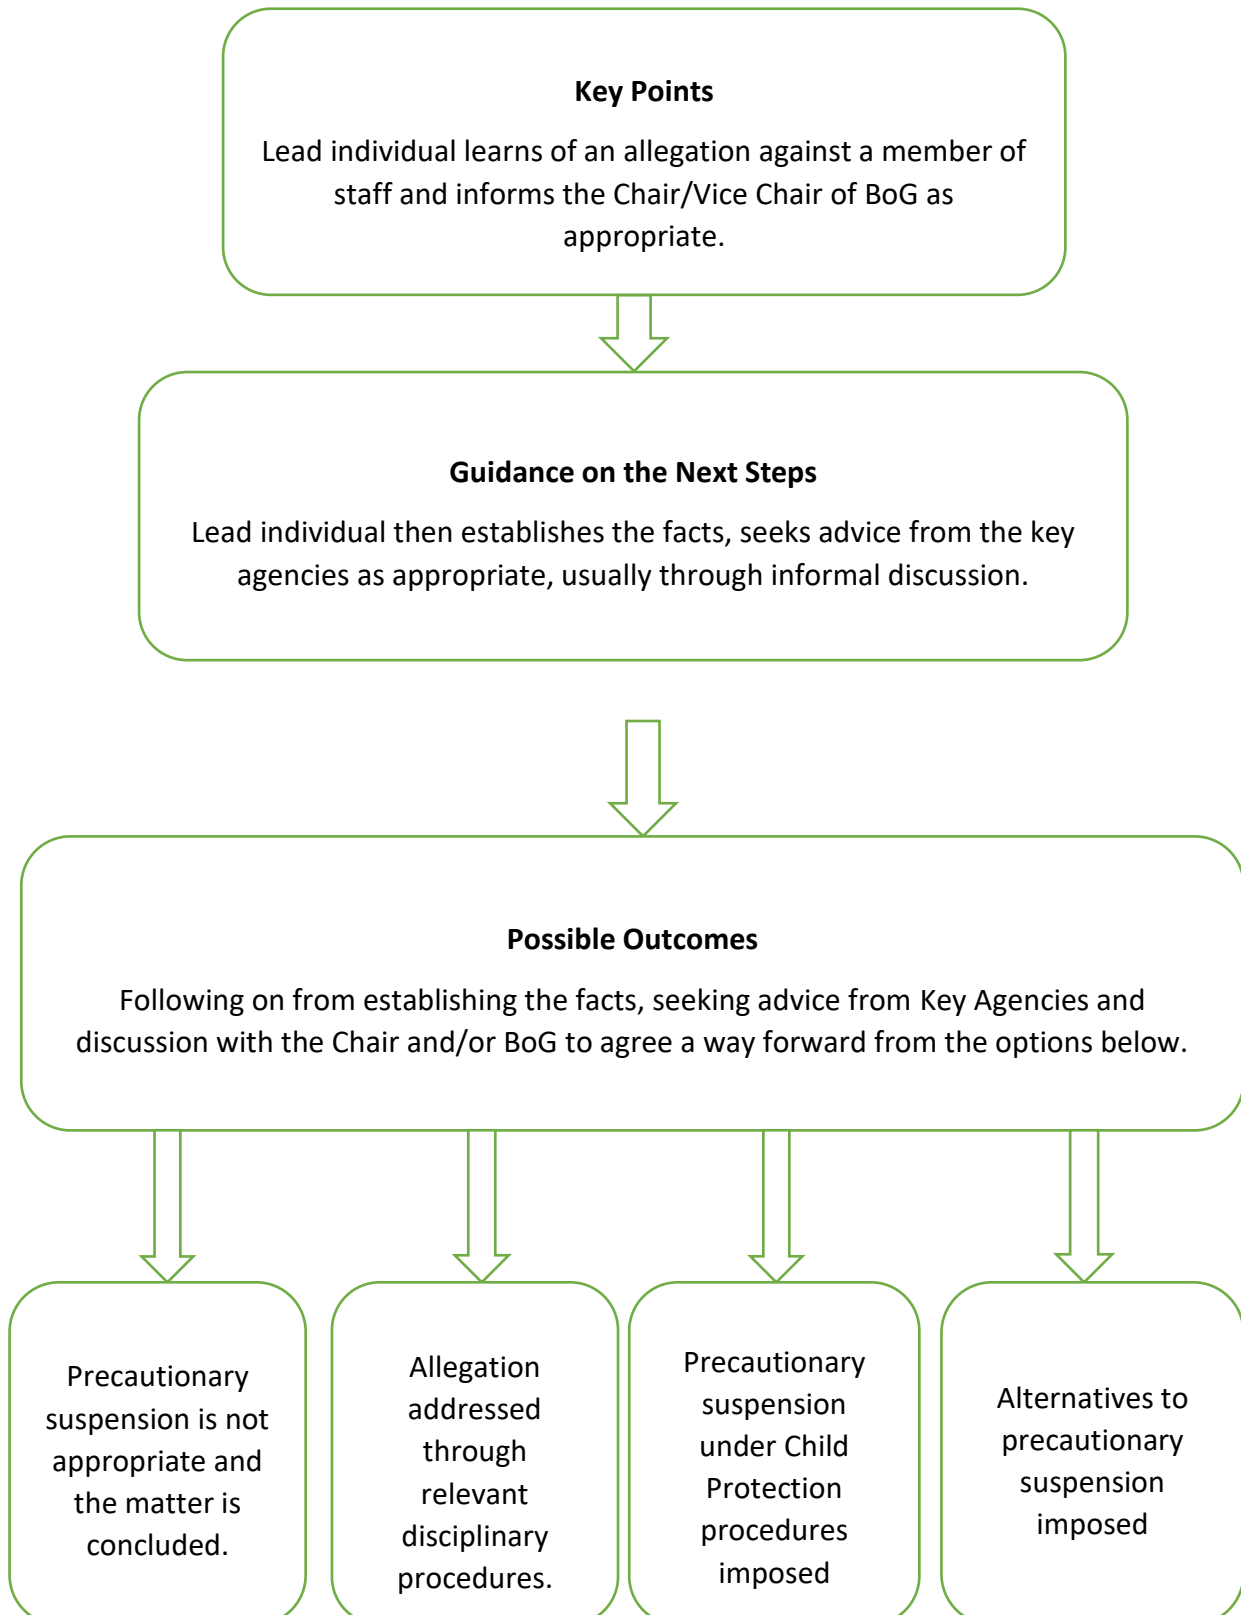 Key Points
Lead individual learns of an allegation against a member of
staff and informs the Chair/Vice Chair of BoG as
appropriate.
Guidance on the Next Steps
Lead individual then establishes the facts, seeks advice from the key
agencies as appropriate, usually through informal discussion.
Possible Outcomes
Following on from establishing the facts, seeking advice from Key Agencies and
discussion with the Chair and/or BoG to agree a way forward from the options below.
Precautionary
suspension is not
appropriate and
the matter is
concluded.
Allegation
addressed
through
relevant
disciplinary
procedures.
Precautionary
suspension
under Child
Protection
procedures
imposed
Alternatives to
precautionary
suspension
imposed